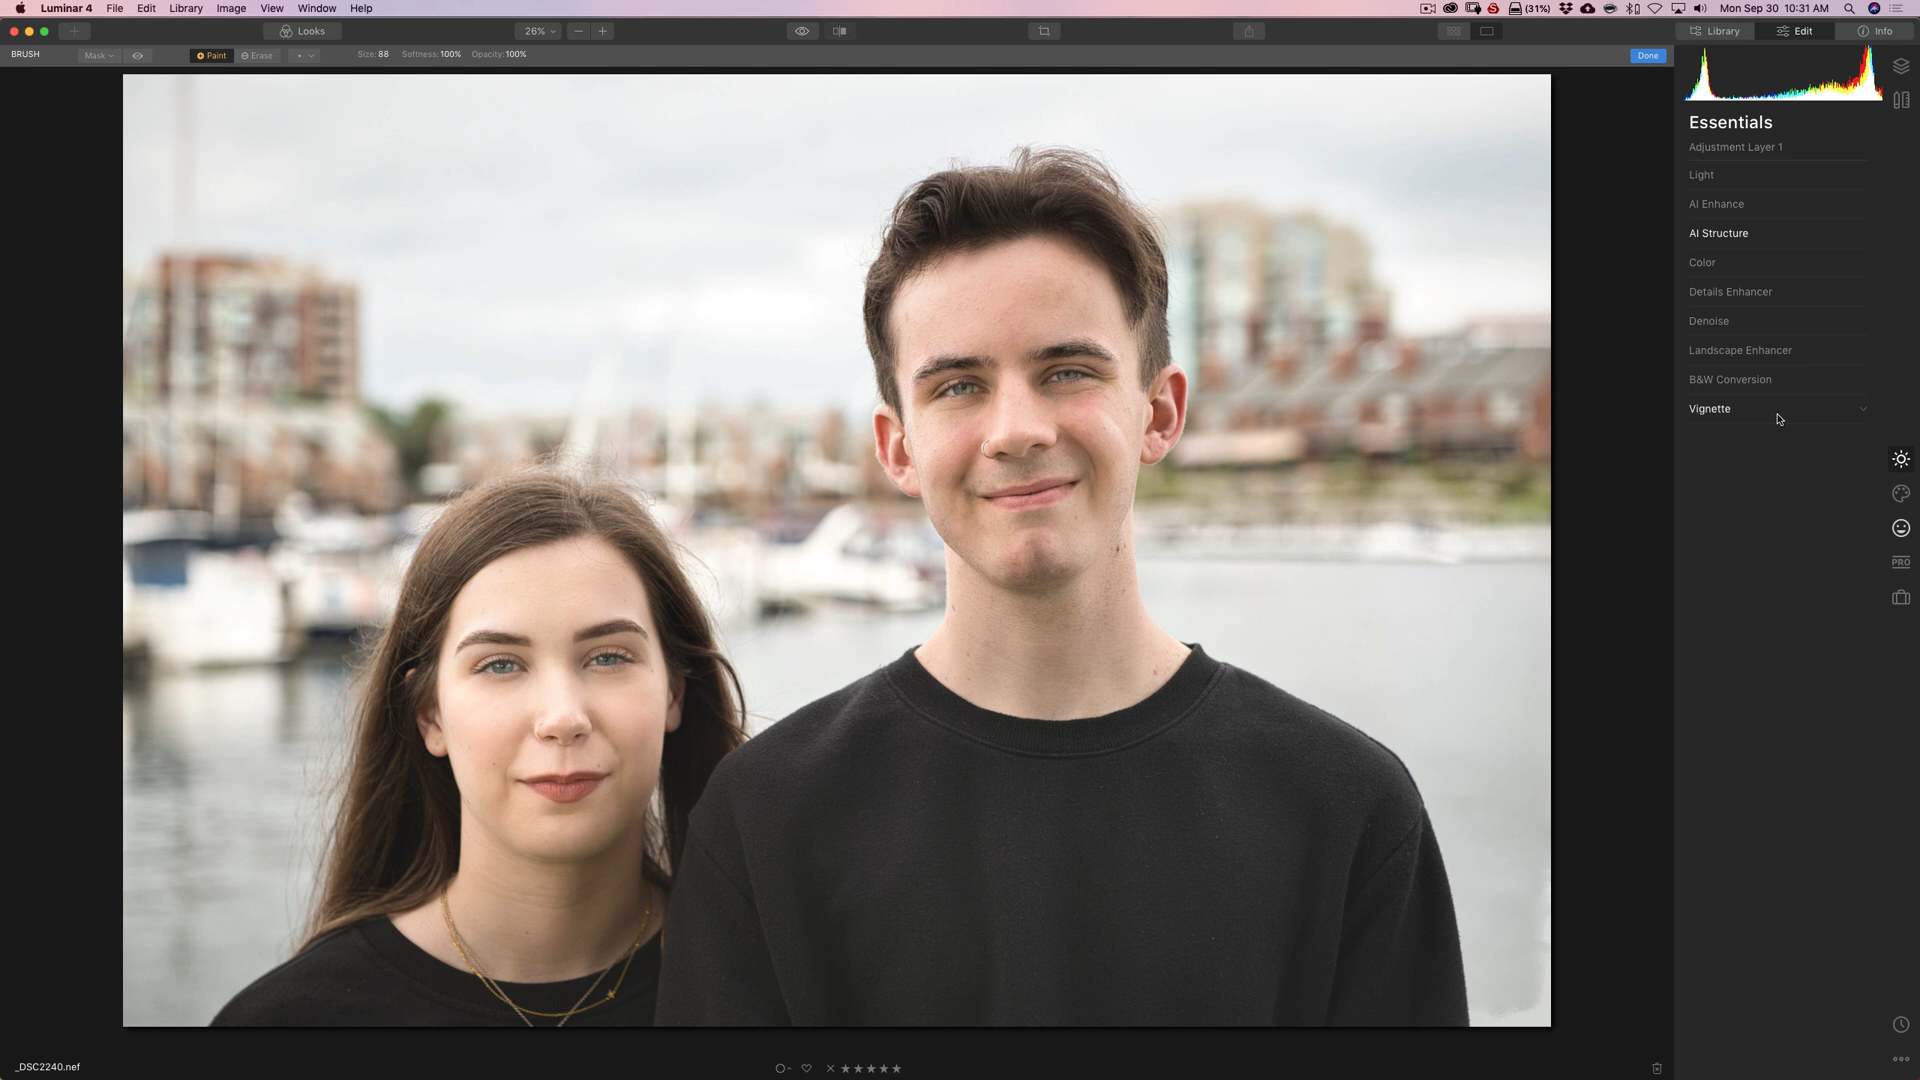 Luminar 4 File Edit Library Image View Window Help (31%) Mon Sep 30 10:31 AM
Looks 26% Library Edit Info
BRUSH Mask Paint Erase Size: 88 Softness: 100% Opacity: 100% Done
Essentials
Adjustment Layer 1
Light
AI Enhance
AI Structure
Color
Details Enhancer
Denoise
Landscape Enhancer
B&W Conversion
Vignette
PRO
_DSC2240.nef